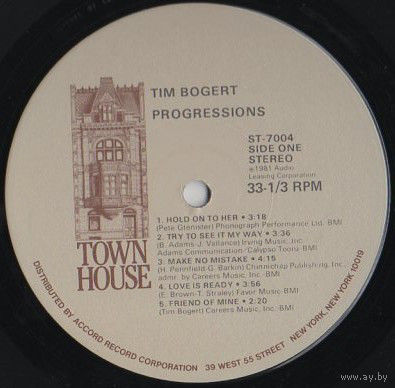 TIM BOGERT
PROGRESSIONS
ST-7004
SIDE ONE
STEREO
℗1981 Audio
Leasing Corporation
33-1/3 RPM
1. HOLD ON TO HER • 3:18
(Pete Glenister) Phonograph Performance Ltd. BMI
2. TRY TO SEE IT MY WAY • 3:36
(B. Adams J. Vallance) Irving Music, Inc.
Adams Communication-Calypso Toonz- BMI
3. MAKE NO MISTAKE • 4:15
(H. Pennfield G. Barkin) Chinnichap Publishing, Inc.,
admr. by Careers Music, Inc. BMI
4. LOVE IS READY • 3:56
(E. Brown-T. Straley) Favor Music BMI
5. FRIEND OF MINE • 2:20
(Tim Bogert) Careers Music, Inc. BMI
TOWN
HOUSE
DISTRIBUTED BY ACCORD RECORD CORPORATION 39 WEST 55 STREET NEW YORK, NEW YORK 10019
www.ay.by